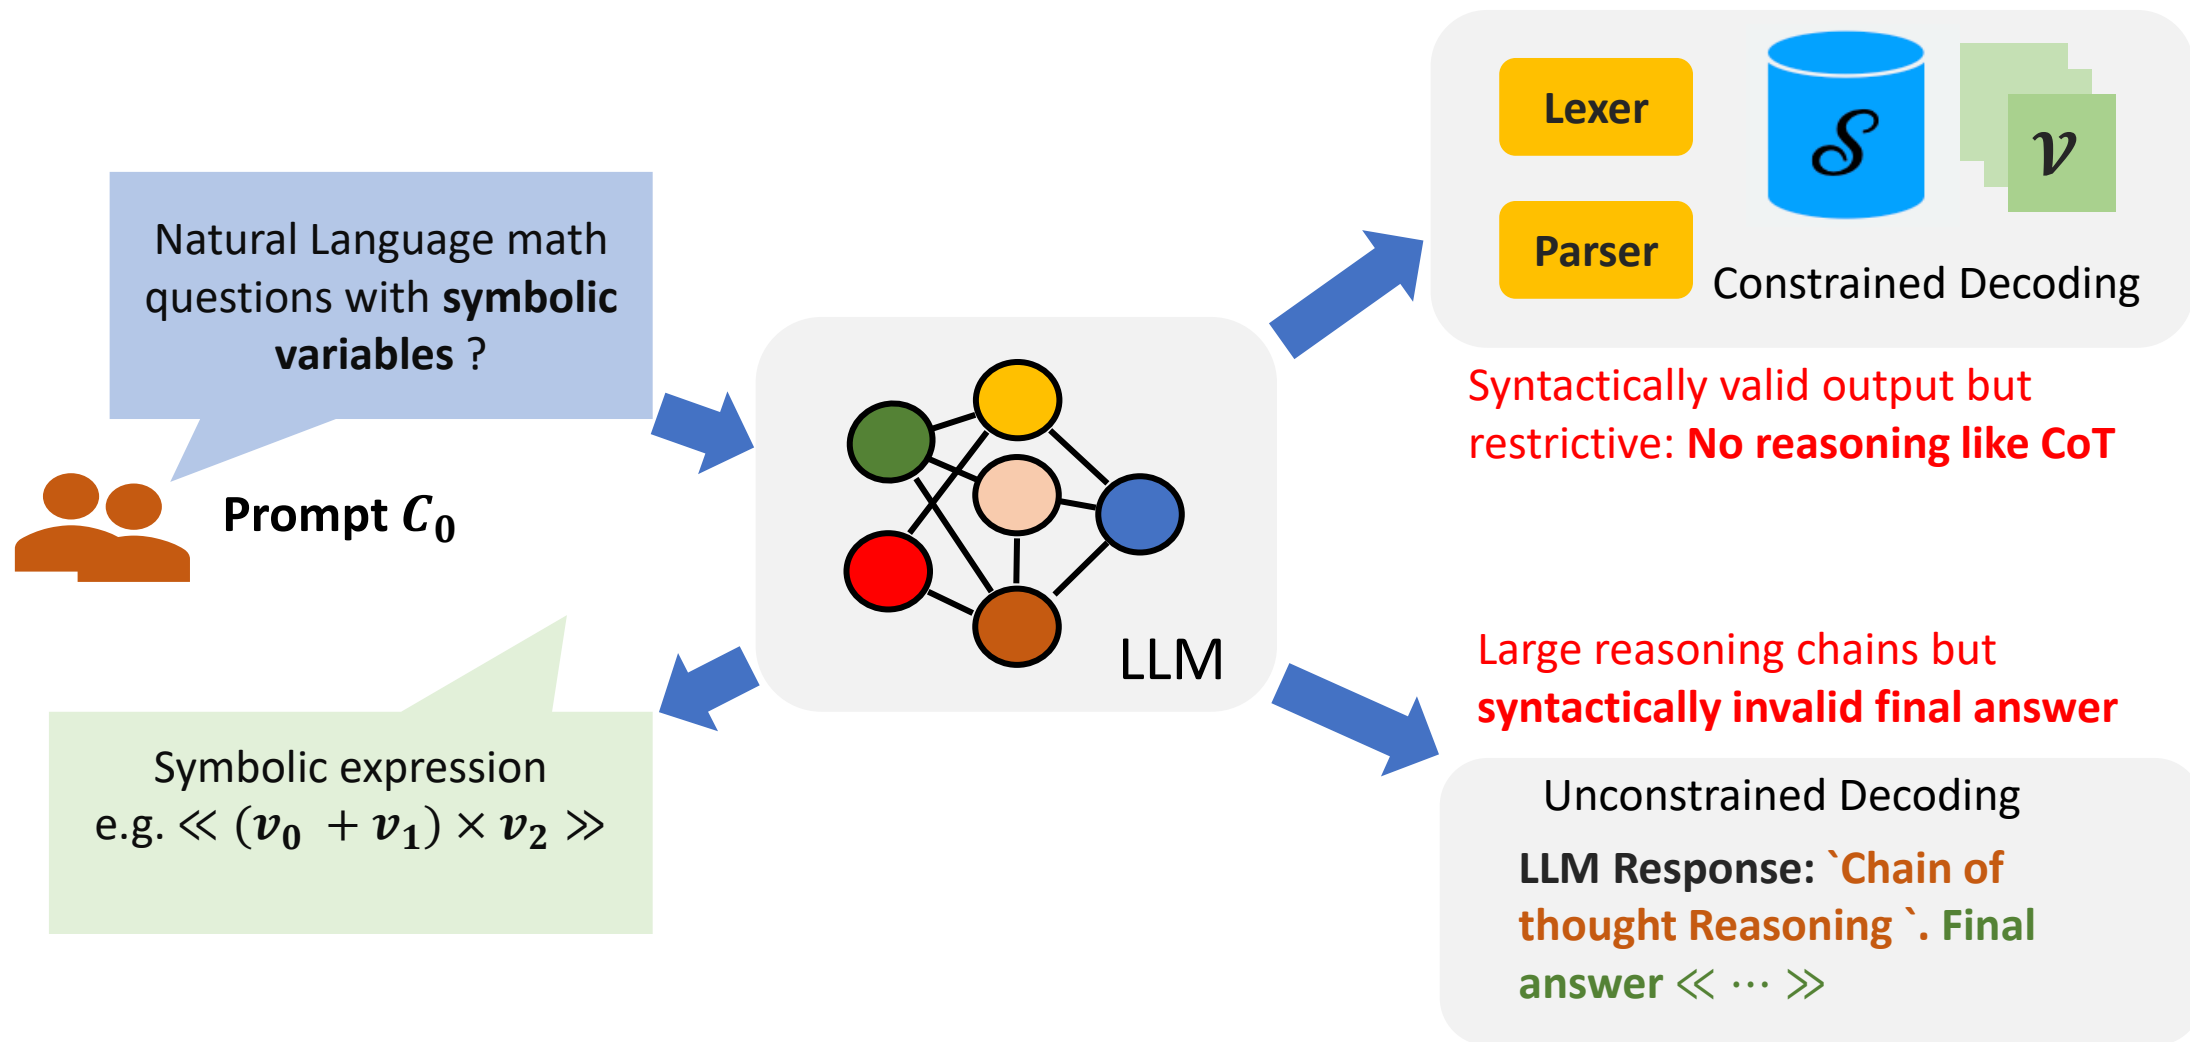 Natural Language math
questions with symbolic
variables ?
Prompt C₀
Symbolic expression
e.g. ≪ (v₀ + v₁) × v₂ ≫
LLM
Lexer
Parser
𝒮
𝒱
Constrained Decoding
Syntactically valid output but
restrictive: No reasoning like CoT
Large reasoning chains but
syntactically invalid final answer
Unconstrained Decoding
LLM Response: `Chain of
thought Reasoning `. Final
answer ≪ ⋯ ≫